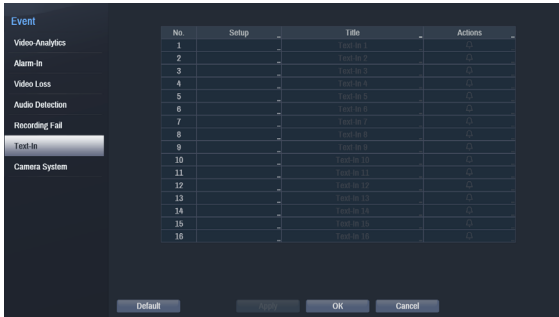 Event
Video-Analytics
Alarm-In
Video Loss
Audio Detection
Recording Fail
Text-In
Camera System
No. Setup Title Actions
1 Text-In 1
2 Text-In 2
3 Text-In 3
4 Text-In 4
5 Text-In 5
6 Text-In 6
7 Text-In 7
8 Text-In 8
9 Text-In 9
10 Text-In 10
11 Text-In 11
12 Text-In 12
13 Text-In 13
14 Text-In 14
15 Text-In 15
16 Text-In 16
Default Apply OK Cancel